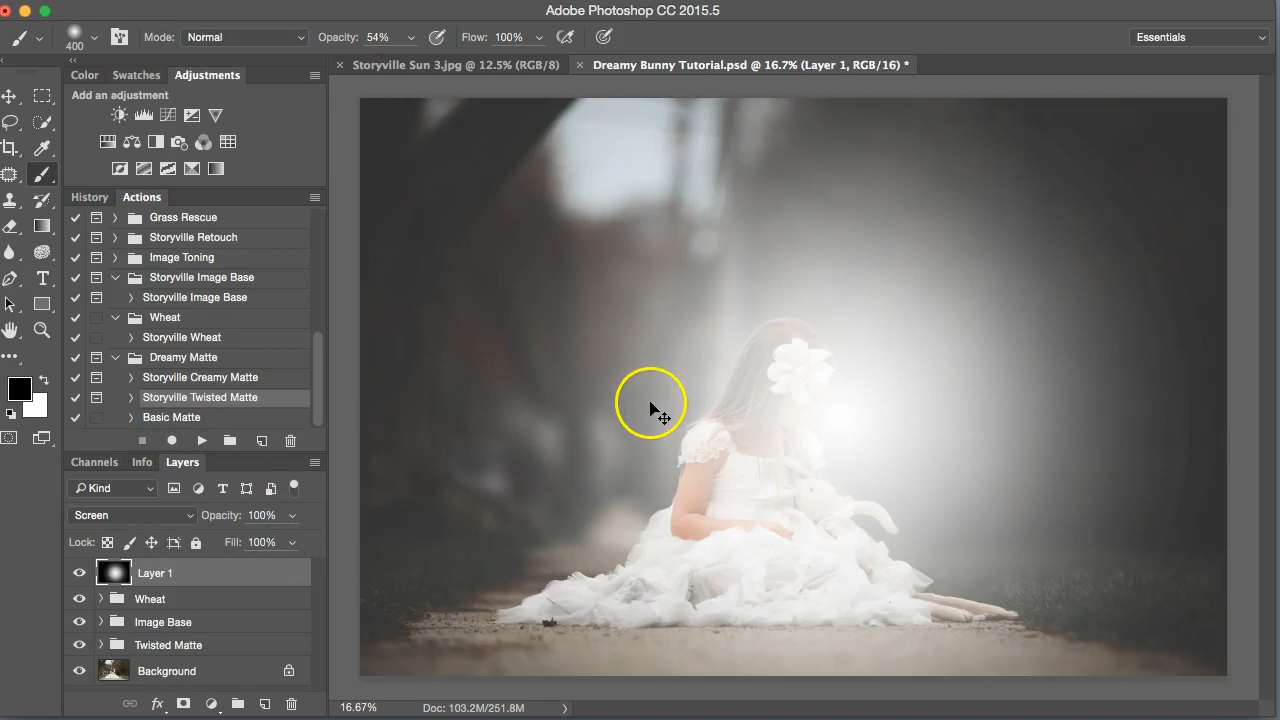 Adobe Photoshop CC 2015.5
400 Mode: Normal Opacity: 54% Flow: 100% Essentials
Color Swatches Adjustments
Storyville Sun 3.jpg @ 12.5% (RGB/8) Dreamy Bunny Tutorial.psd @ 16.7% (Layer 1, RGB/16) *
Add an adjustment
History Actions
Grass Rescue
Storyville Retouch
Image Toning
Storyville Image Base
Storyville Image Base
Wheat
Storyville Wheat
Dreamy Matte
Storyville Creamy Matte
Storyville Twisted Matte
Basic Matte
Channels Info Layers
Kind
Screen Opacity: 100%
Lock: Fill: 100%
Layer 1
Wheat
Image Base
Twisted Matte
Background
fx
16.67% Doc: 103.2M/251.8M